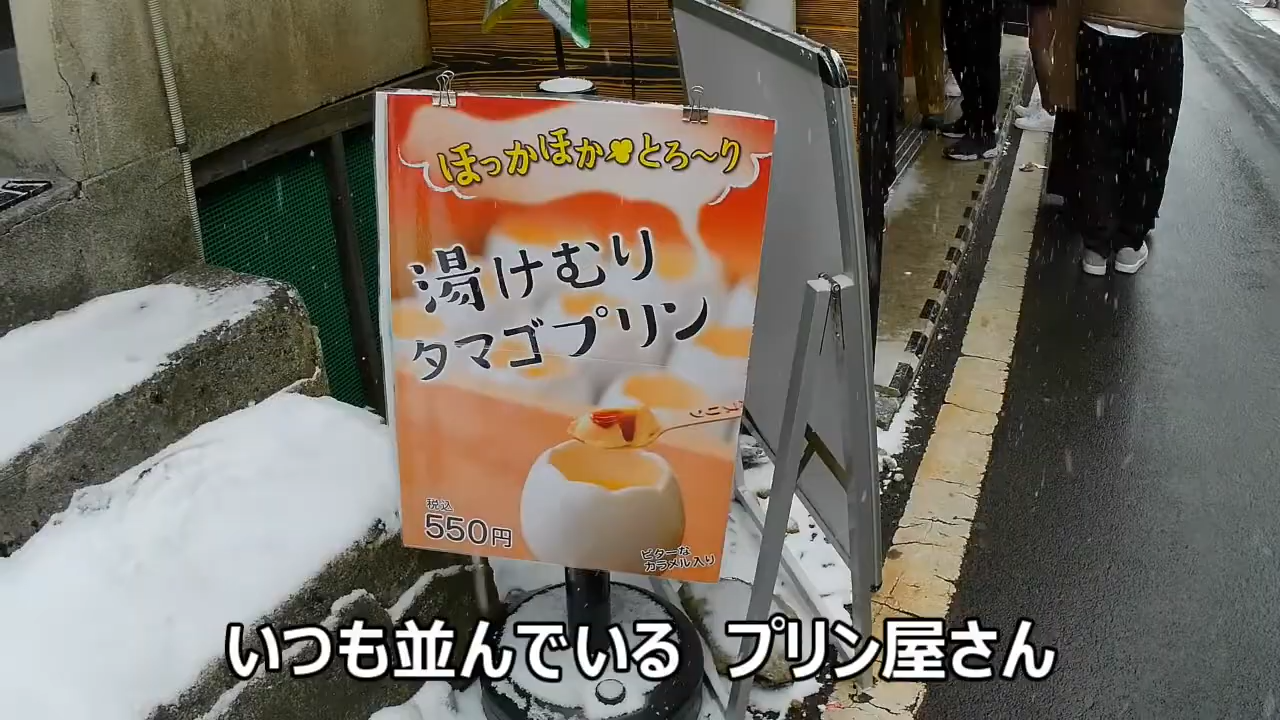 ほっかほか とろ～り
湯けむり
タマゴプリン
税込
550円
ビターな
カラメル入り
いつも並んでいる プリン屋さん